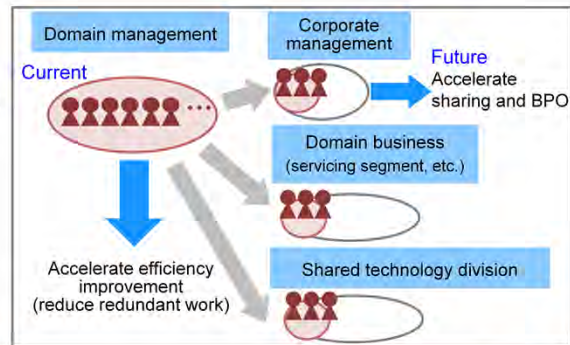 Domain management
Current
Accelerate efficiency
improvement
(reduce redundant work)
Corporate
management
Future
Accelerate
sharing and BPO
Domain business
(servicing segment, etc.)
Shared technology division